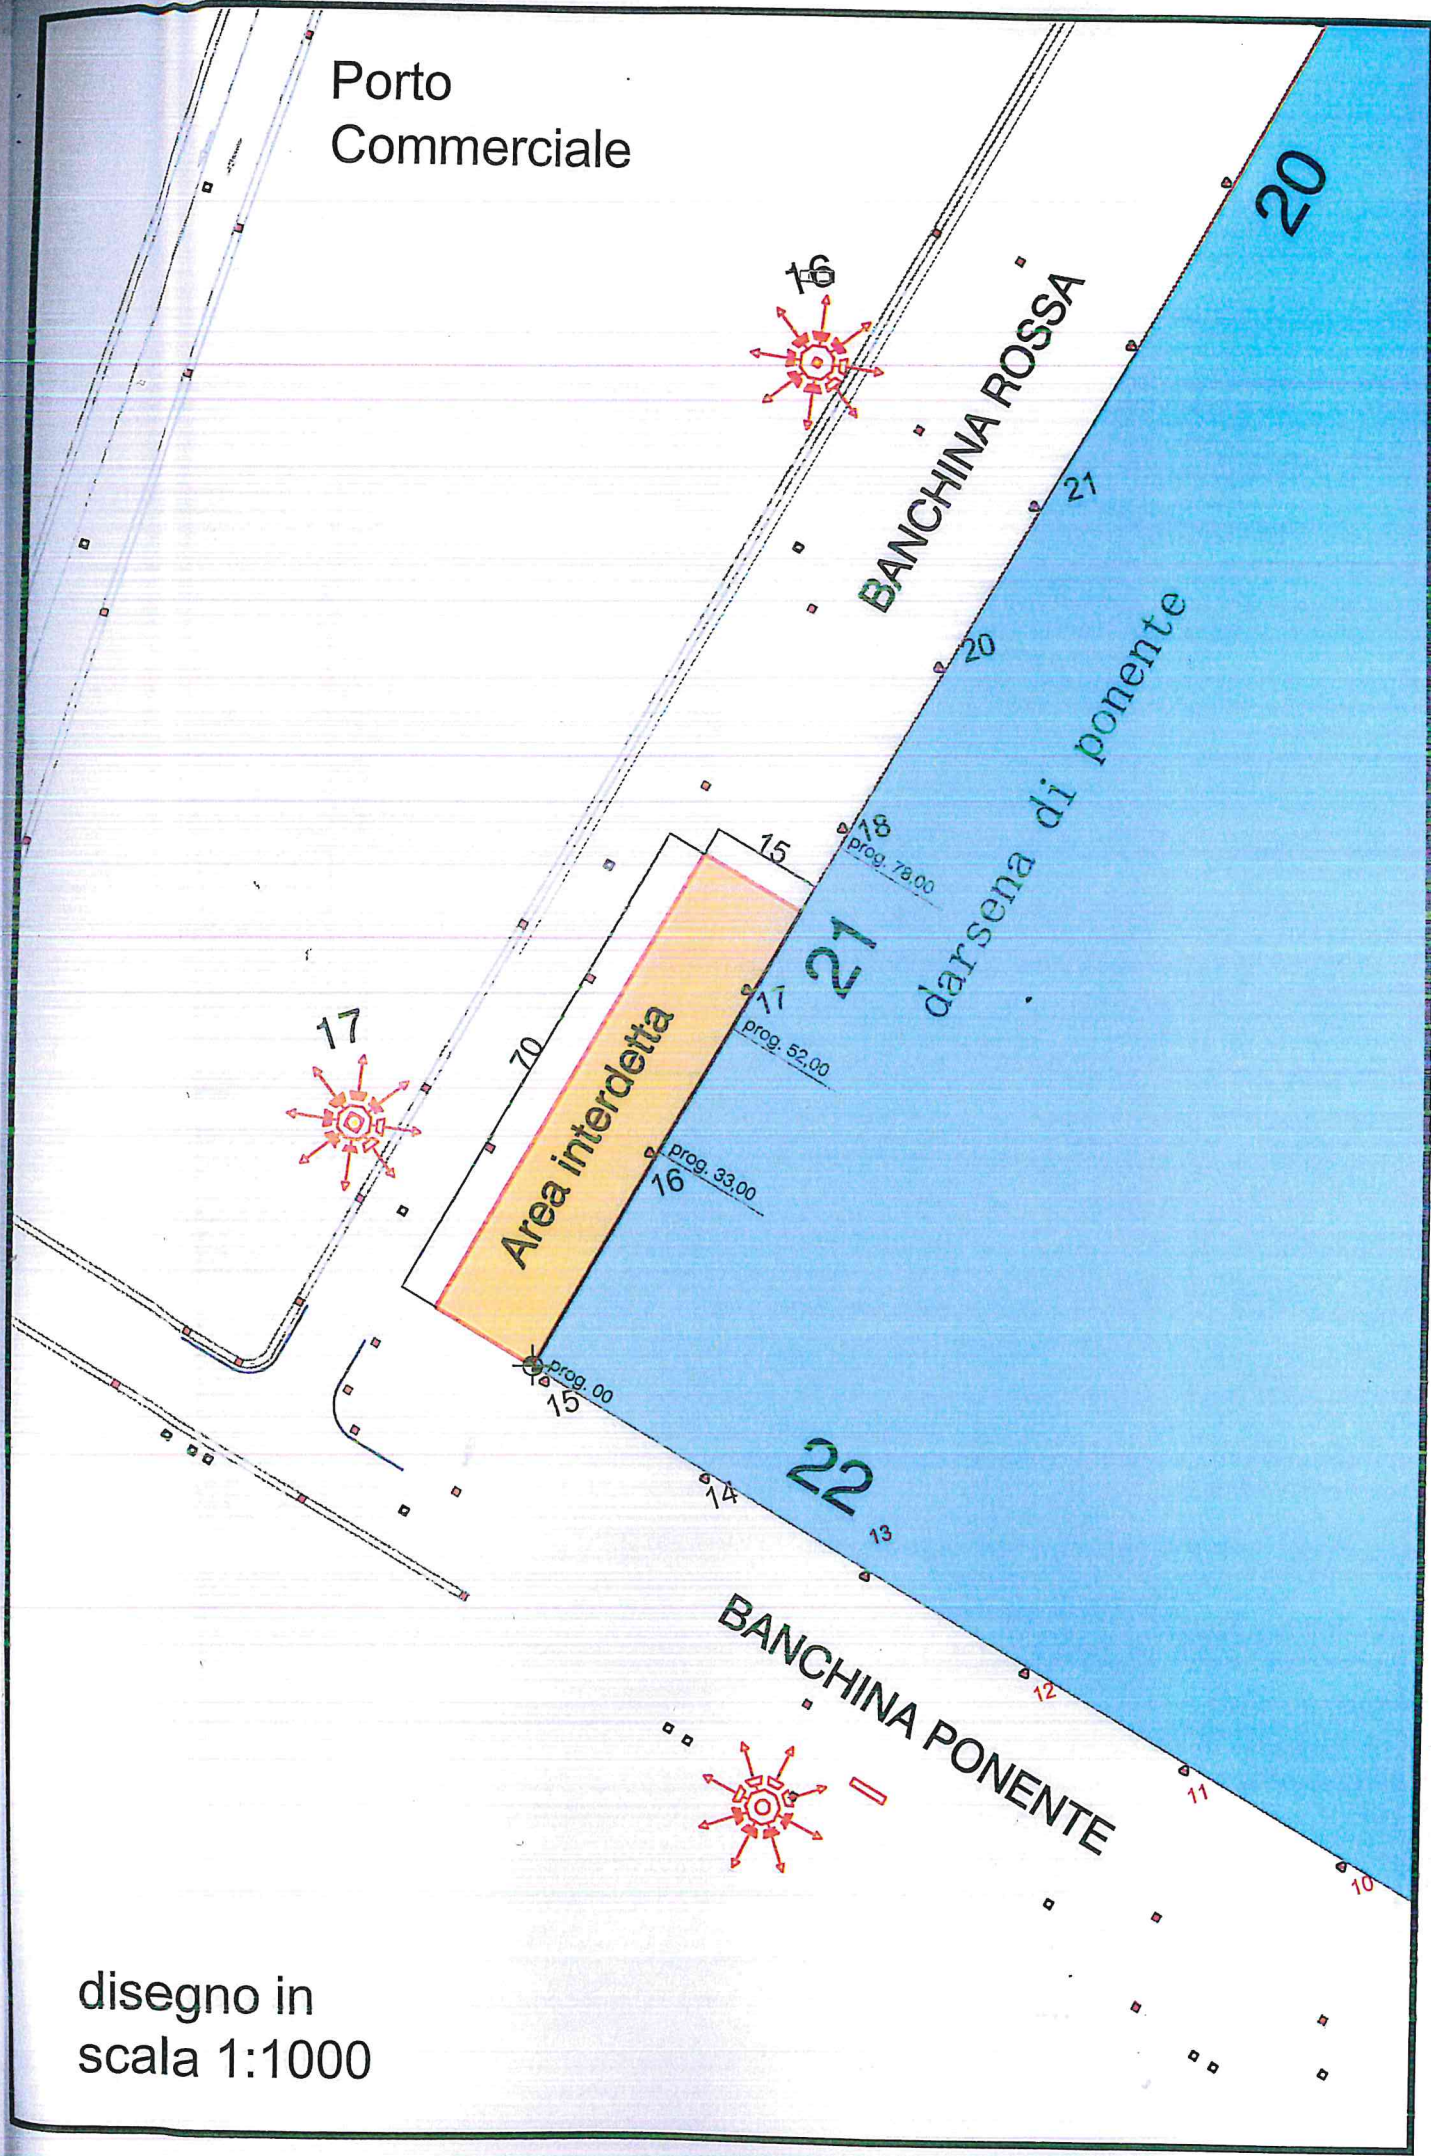 Porto
Commerciale
20
16
BANCHINA ROSSA
21
20
darsena di ponente
18
prog. 78,00
15
21
17
prog. 52,00
17
70
Area interdetta
prog. 33,00
16
prog. 00
15
22
14
13
BANCHINA PONENTE
12
11
10
disegno in
scala 1:1000